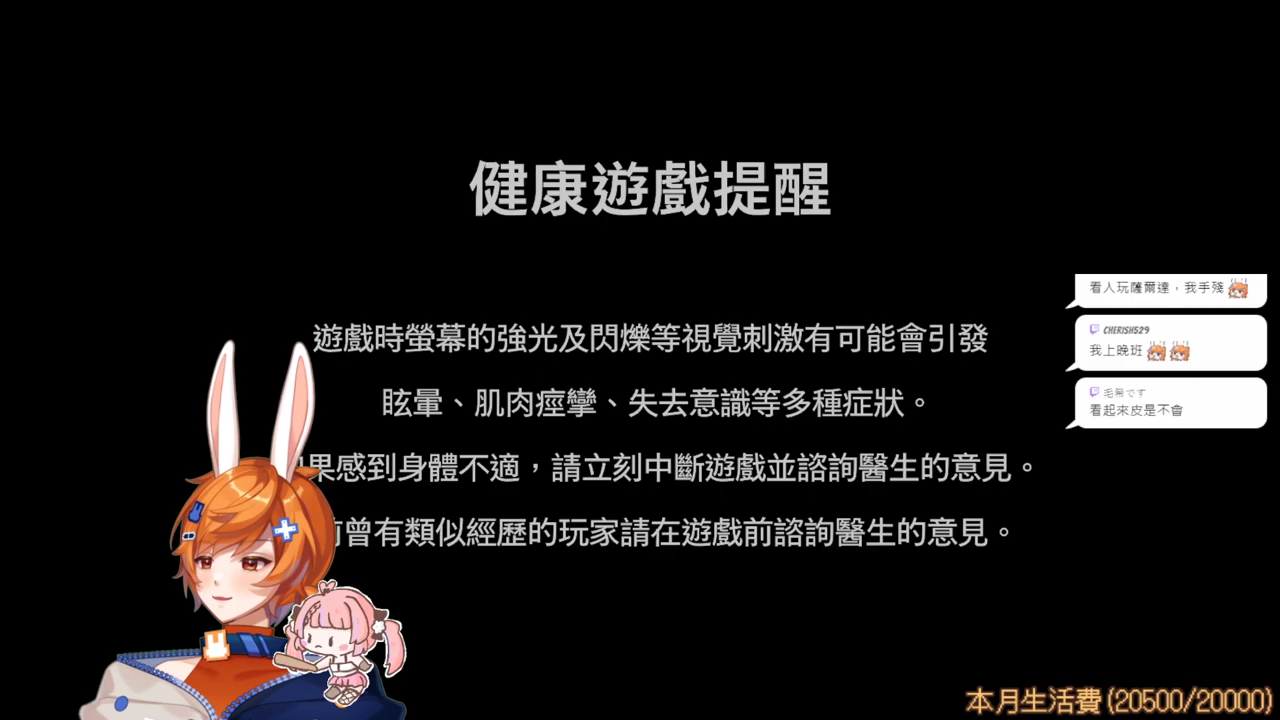 健康遊戲提醒
遊戲時螢幕的強光及閃爍等視覺刺激有可能會引發
眩暈、肌肉痙攣、失去意識等多種症狀。
果感到身體不適，請立刻中斷遊戲並諮詢醫生的意見。
曾有類似經歷的玩家請在遊戲前諮詢醫生的意見。
看人玩薩爾達，我手殘
CHERISH529
我上晚班
毛帚です
看起來皮是不會
本月生活費(20500/20000)